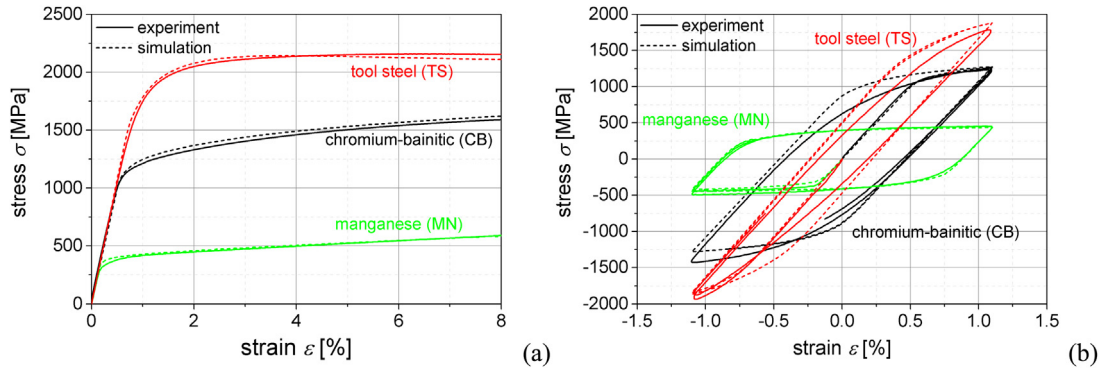 experiment
simulation
tool steel (TS)
chromium-bainitic (CB)
manganese (MN)
2500
2000
1500
1000
500
0
0 2 4 6 8
stress σ [MPa]
strain ε [%]
(a)
experiment
simulation
tool steel (TS)
manganese (MN)
chromium-bainitic (CB)
2000
1500
1000
500
0
-500
-1000
-1500
-2000
-1.5 -1.0 -0.5 0.0 0.5 1.0 1.5
stress σ [MPa]
strain ε [%]
(b)